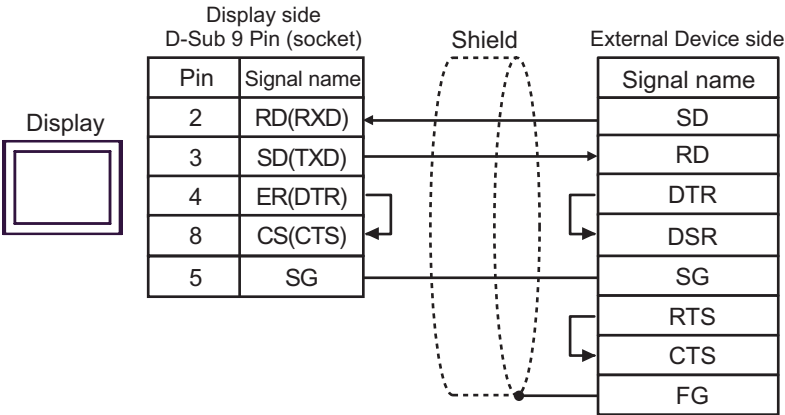 Display side
D-Sub 9 Pin (socket)
Shield
External Device side
Pin Signal name
Signal name
Display
2 RD(RXD)
SD
3 SD(TXD)
RD
4 ER(DTR)
DTR
8 CS(CTS)
DSR
5 SG
SG
RTS
CTS
FG